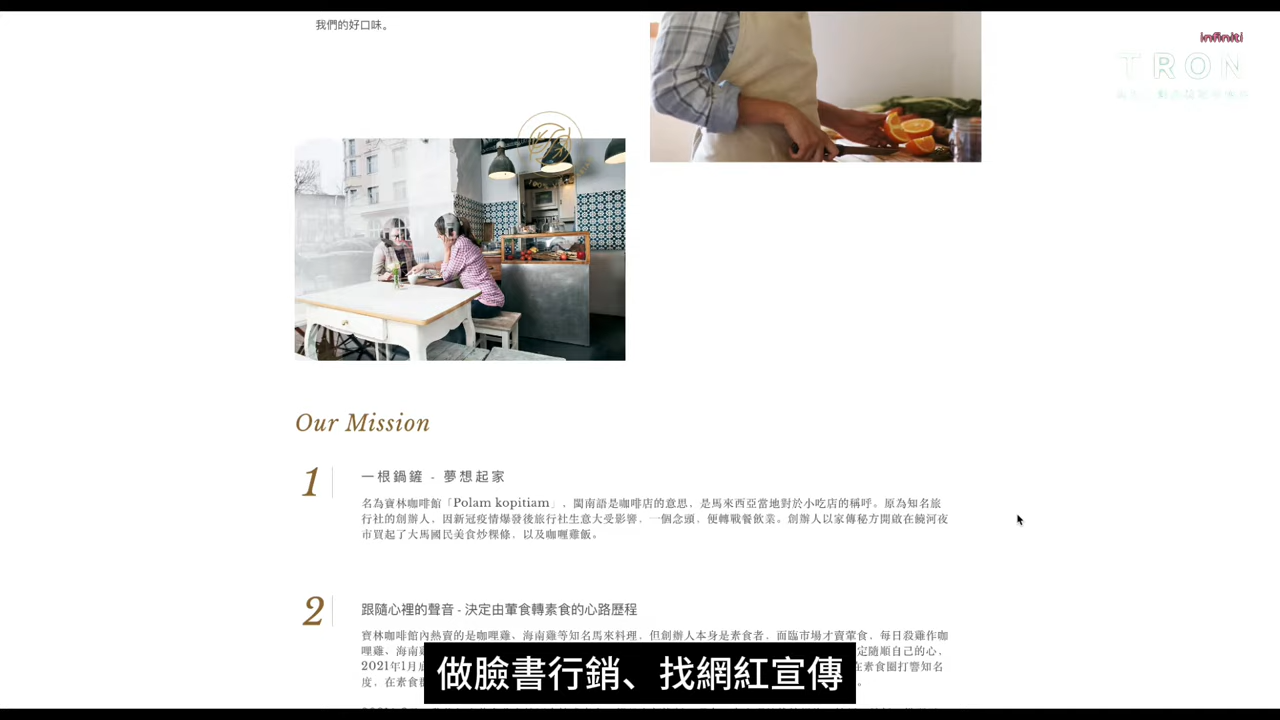 我們的好口味。
infiniti
TRON
Our Mission
1
一根鍋鏟 - 夢想起家
名為寶林咖啡館「Polam kopitiam」，閩南語是咖啡店的意思，是馬來西亞當地對於小吃店的稱呼。原為知名旅
行社的創辦人，因新冠疫情爆發後旅行社生意大受影響，一個念頭，便轉戰餐飲業。創辦人以家傳秘方開啟在饒河夜
市買起了大馬國民美食炒粿條，以及咖喱雞飯。
2
跟隨心裡的聲音 - 決定由葷食轉素食的心路歷程
寶林咖啡館內熱賣的是咖哩雞、海南雞等知名馬來料理，但創辦人本身是素食者，面臨市場才賣葷食，每日殺雞作咖
哩雞、海南雞
定隨順自己的心，
2021年1月
在素食圈打響知名
度，在素食
做臉書行銷、找網紅宣傳